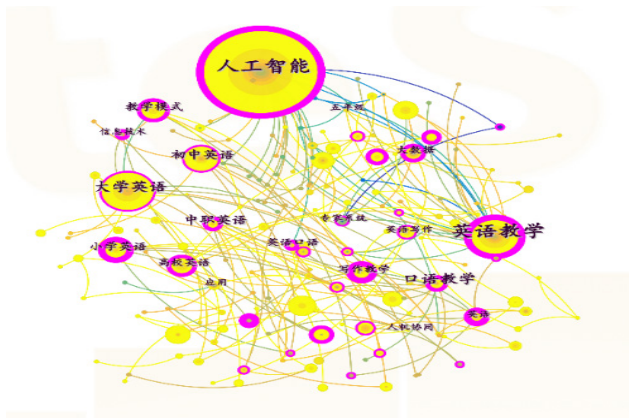 人工智能
教学模式
五年级
信息技术
初中英语
大数据
大学英语
中职英语
专家系统
英语写作
英语教学
小学英语
英语口语
高校英语
写作教学
应用
口语教学
英语
人机协同